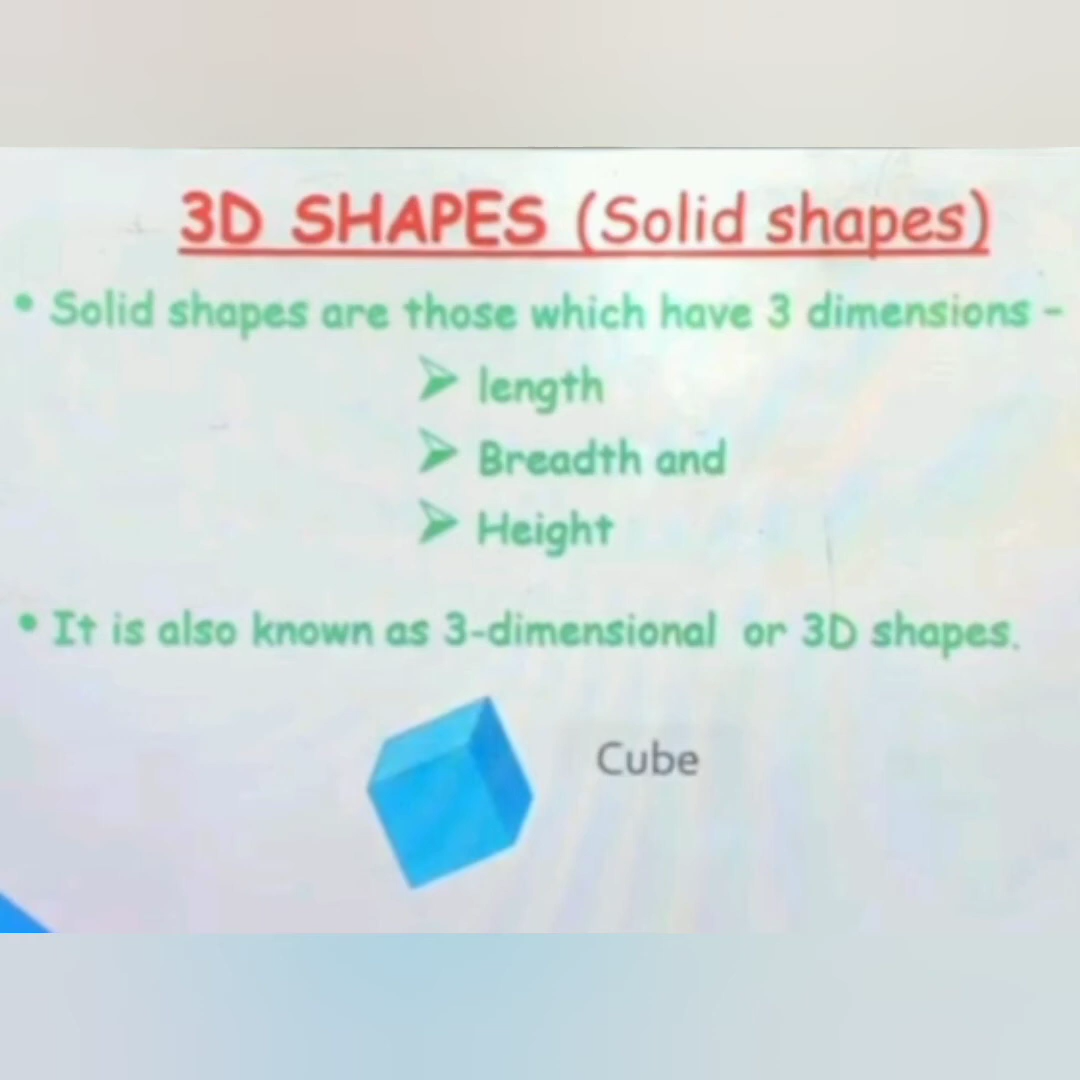 3D SHAPES (Solid shapes)
• Solid shapes are those which have 3 dimensions -
➢ length
➢ Breadth and
➢ Height
• It is also known as 3-dimensional or 3D shapes.
Cube